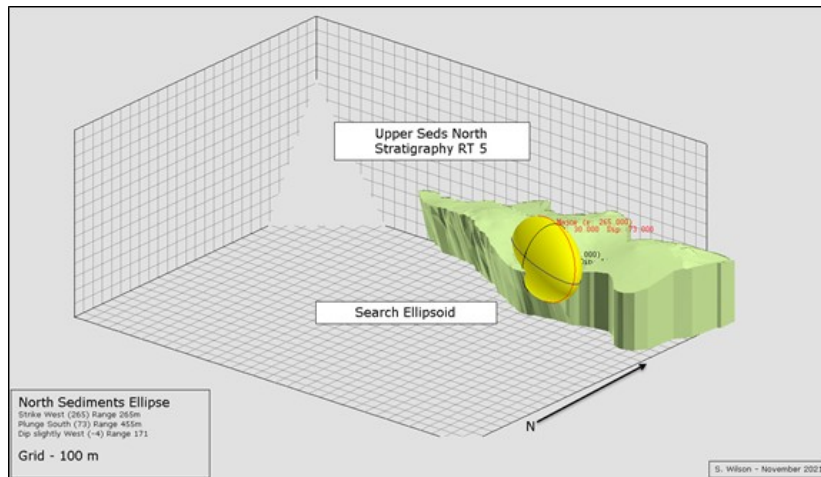 Upper Seds North
Stratigraphy RT 5
Search Ellipsoid
N
North Sediments Ellipse
Strike West (265) Range 265m
Plunge South (73) Range 455m
Dip slightly West (-4) Range 171
Grid - 100 m
S. Wilson - November 2021